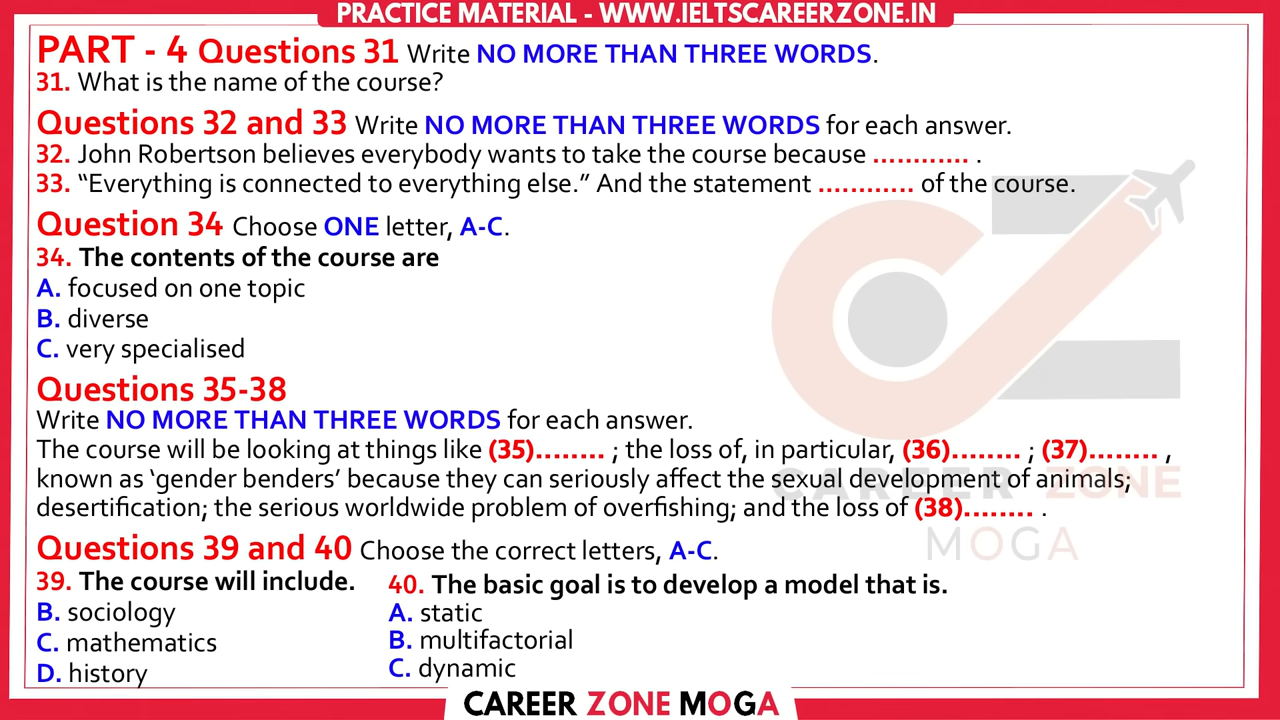 PRACTICE MATERIAL - WWW.IELTSCAREERZONE.IN
PART - 4 Questions 31 Write NO MORE THAN THREE WORDS.
31. What is the name of the course?
Questions 32 and 33 Write NO MORE THAN THREE WORDS for each answer.
32. John Robertson believes everybody wants to take the course because ............ .
33. “Everything is connected to everything else.” And the statement ............ of the course.
Question 34 Choose ONE letter, A-C.
34. The contents of the course are
A. focused on one topic
B. diverse
C. very specialised
Questions 35-38
Write NO MORE THAN THREE WORDS for each answer.
The course will be looking at things like (35)........ ; the loss of, in particular, (36)........ ; (37)........ ,
known as ‘gender benders’ because they can seriously affect the sexual development of animals;
desertification; the serious worldwide problem of overfishing; and the loss of (38)........ .
CAREER ZONE
MOGA
Questions 39 and 40 Choose the correct letters, A-C.
39. The course will include.
B. sociology
C. mathematics
D. history
40. The basic goal is to develop a model that is.
A. static
B. multifactorial
C. dynamic
CAREER ZONE MOGA